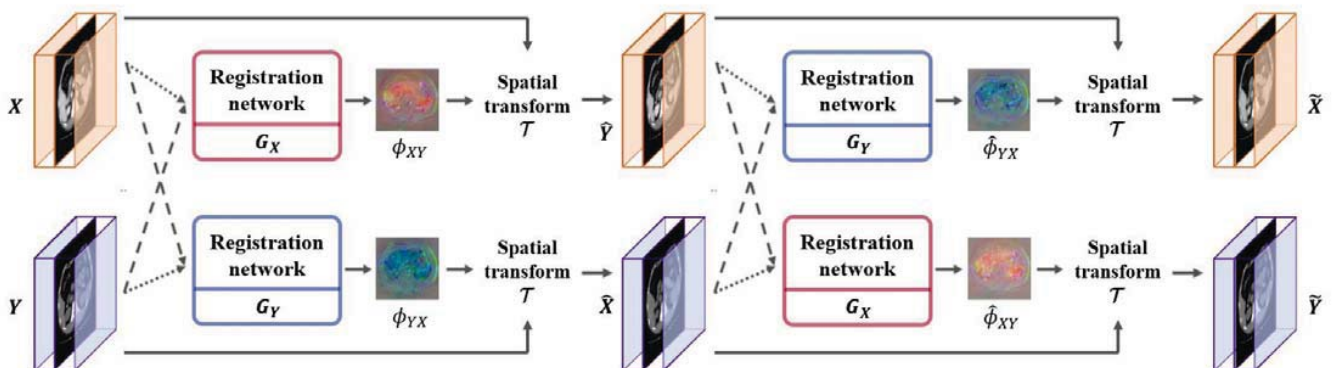 X
Registration
network
G_X
ϕ_XY
Spatial
transform
𝒯
Ŷ
Registration
network
G_Y
ϕ̂_YX
Spatial
transform
𝒯
X̃
Y
Registration
network
G_Y
ϕ_YX
Spatial
transform
𝒯
X̂
Registration
network
G_X
ϕ̂_XY
Spatial
transform
𝒯
Ỹ